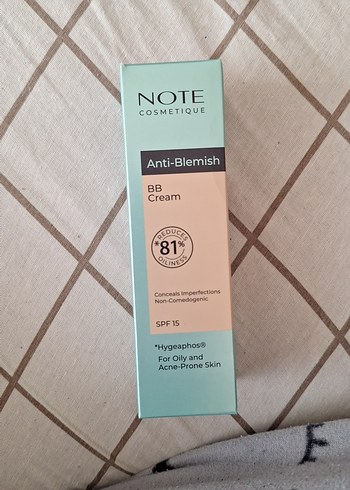 NOTE
COSMETIQUE
Anti-Blemish
BB
Cream
REDUCES
*81%
OILINESS
Conceals Imperfections
Non-Comedogenic
SPF 15
*Hygeaphos®
For Oily and
Acne-Prone Skin